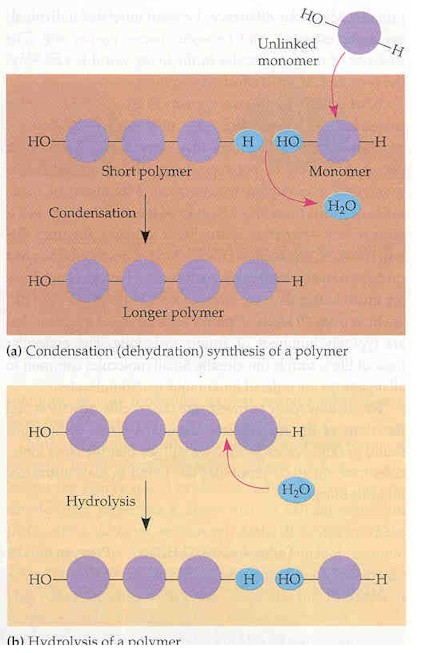 HO
H
Unlinked
monomer
HO
H
HO
H
Short polymer
Monomer
H₂O
Condensation
HO
H
Longer polymer
(a) Condensation (dehydration) synthesis of a polymer
HO
H
H₂O
Hydrolysis
HO
H
HO
H
(b) Hydrolysis of a polymer